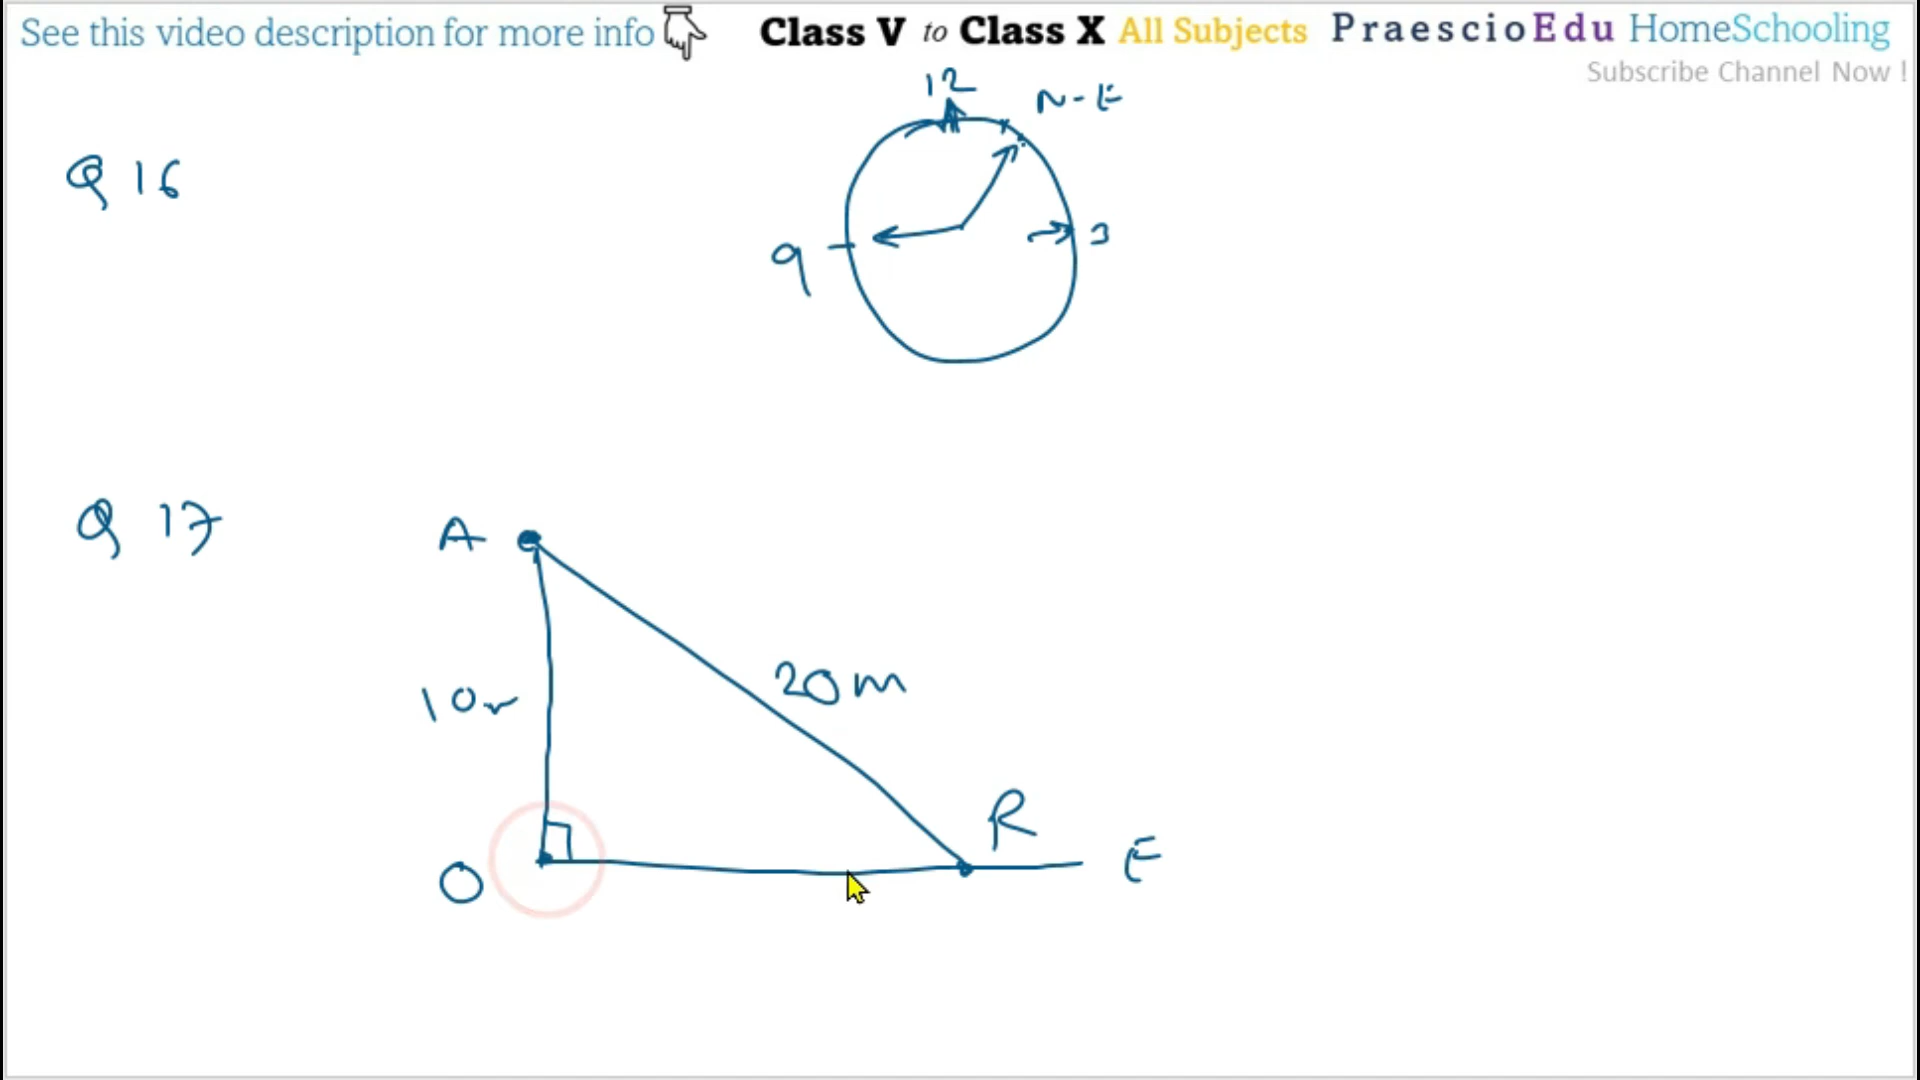 See this video description for more info Class V to Class X All Subjects PraescioEdu HomeSchooling
Subscribe Channel Now !
12
N-E
Q 16
9
3
Q 17
A
20m
10
R
E
O